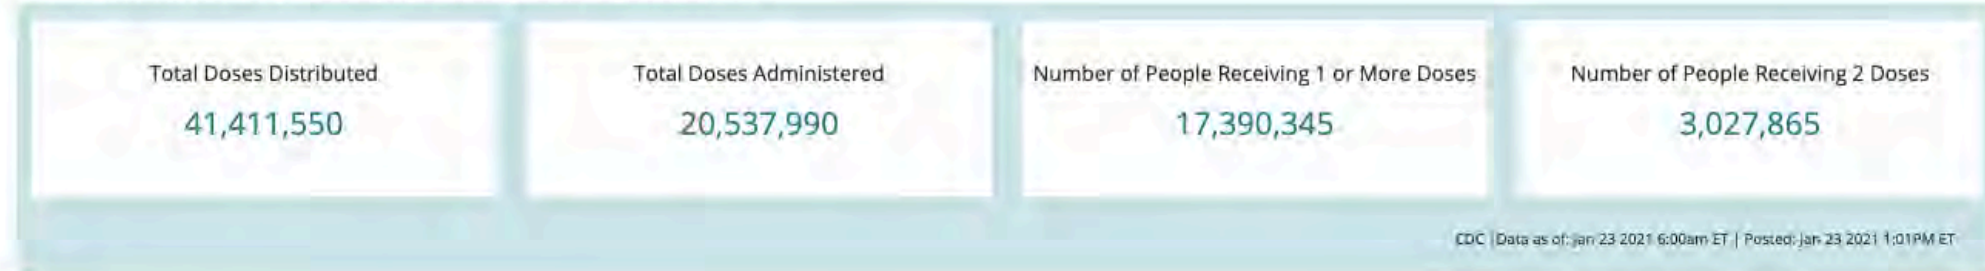 Total Doses Distributed
41,411,550
Total Doses Administered
20,537,990
Number of People Receiving 1 or More Doses
17,390,345
Number of People Receiving 2 Doses
3,027,865
CDC | Data as of: Jan 23 2021 6:00am ET | Posted: Jan 23 2021 1:01PM ET